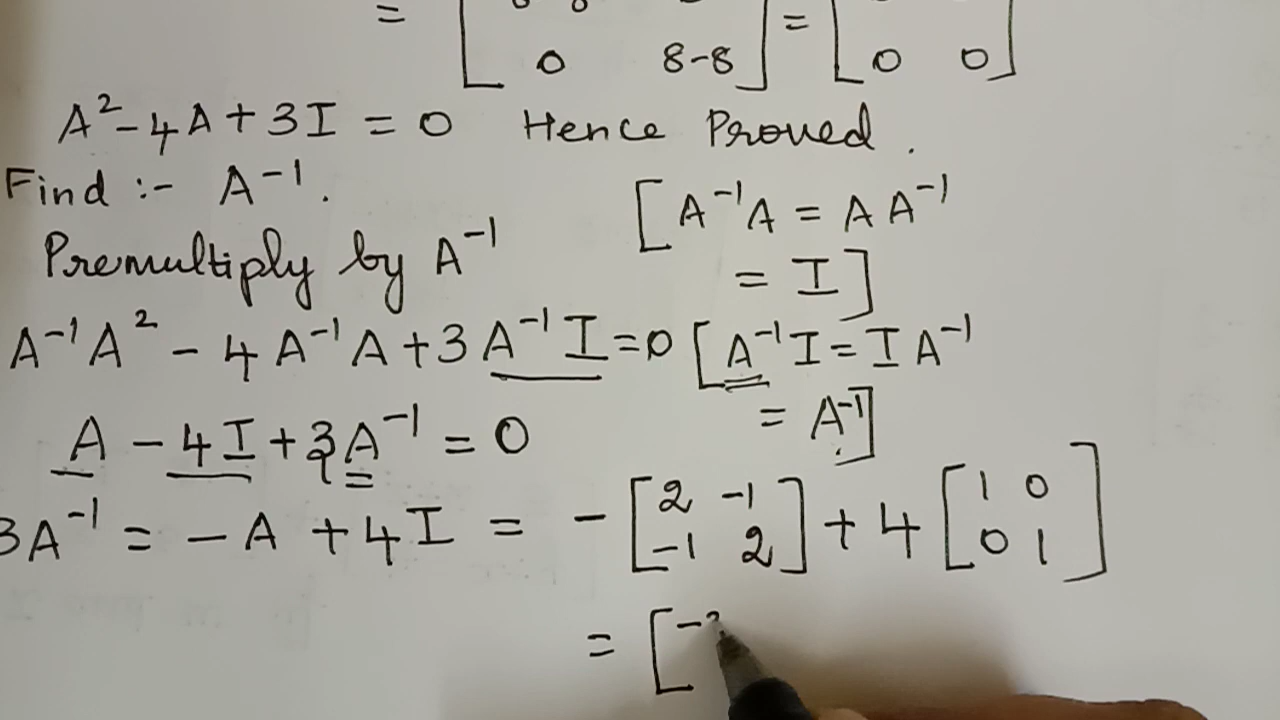 =
0 8-8 = 0 0
A² - 4A + 3I = 0 Hence Proved.
Find :- A⁻¹.
[A⁻¹A = AA⁻¹
= I]
Premultiply by A⁻¹
A⁻¹A² - 4A⁻¹A + 3A⁻¹I = 0 [A⁻¹I = IA⁻¹
= A⁻¹]
A - 4I + 3A⁻¹ = 0
3A⁻¹ = -A + 4I = -[2 -1
-1 2] + 4[1 0
0 1]
= [-